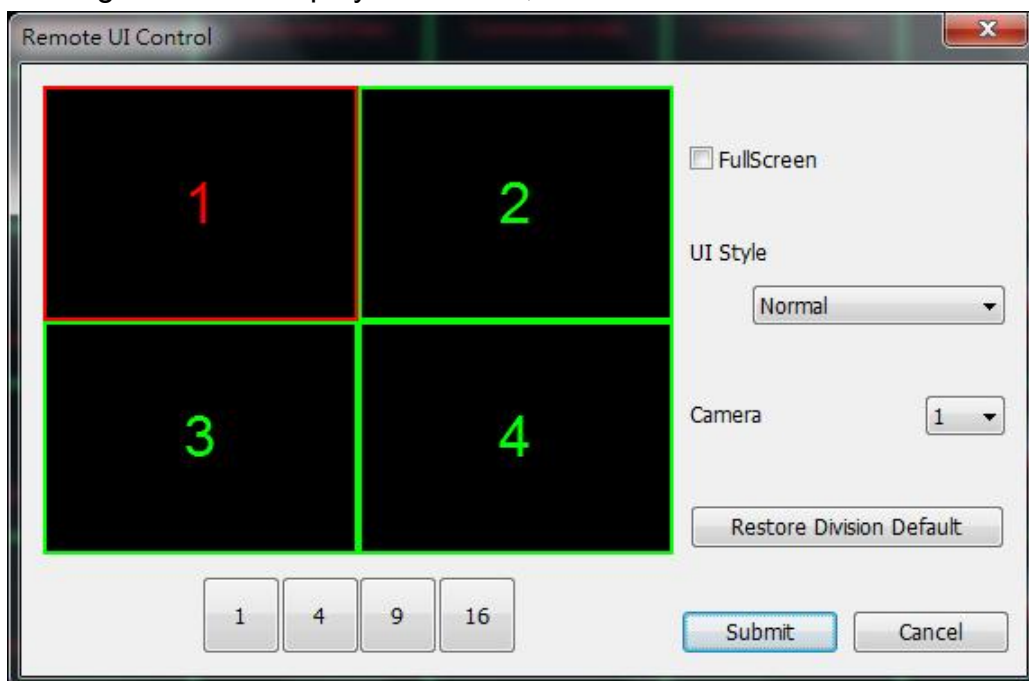 Remote UI Control
1
2
FullScreen
UI Style
Normal
3
4
Camera
1
Restore Division Default
1
4
9
16
Submit
Cancel